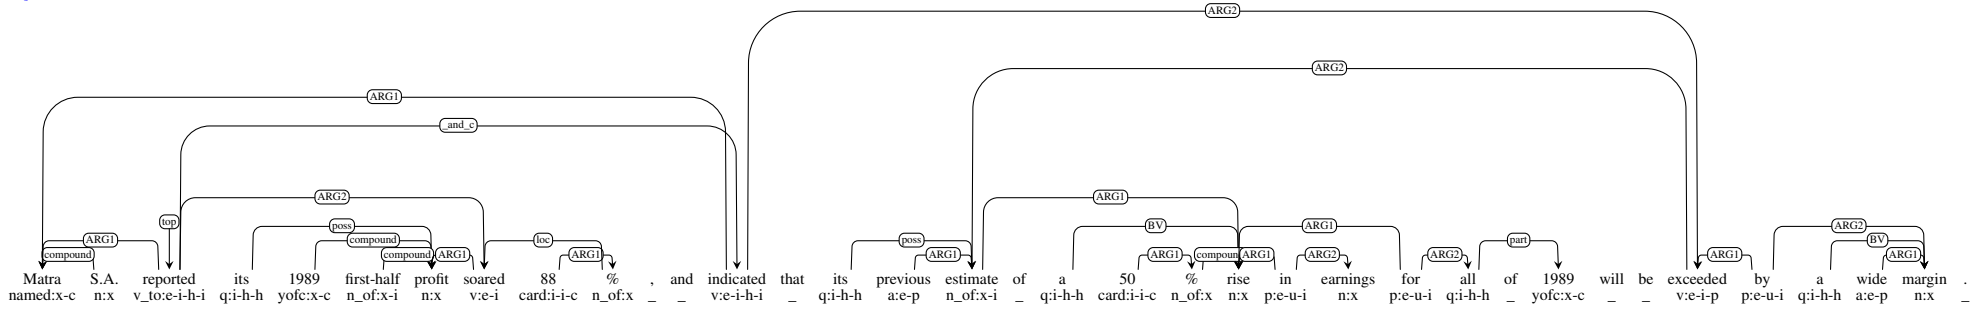 ARG2
ARG2
ARG1
_and_c
ARG2 ARG1
top
poss compound poss BV ARG1 ARG2
ARG1 compound loc part BV
compound compound ARG1 ARG1 ARG1 ARG1 compound ARG1 ARG2 ARG2 ARG1 ARG1
Matra S.A. reported its 1989 first-half profit soared 88 % , and indicated that its previous estimate of a 50 % rise in earnings for all of 1989 will be exceeded by a wide margin .
named:x-c n:x v_to:e-i-h-i q:i-h-h yofc:x-c n_of:x-i n:x v:e-i card:i-i-c n_of:x _ _ v:e-i-h-i _ q:i-h-h a:e-p n_of:x-i _ q:i-h-h card:i-i-c n_of:x n:x p:e-u-i n:x p:e-u-i q:i-h-h _ yofc:x-c _ _ v:e-i-p p:e-u-i q:i-h-h a:e-p n:x _